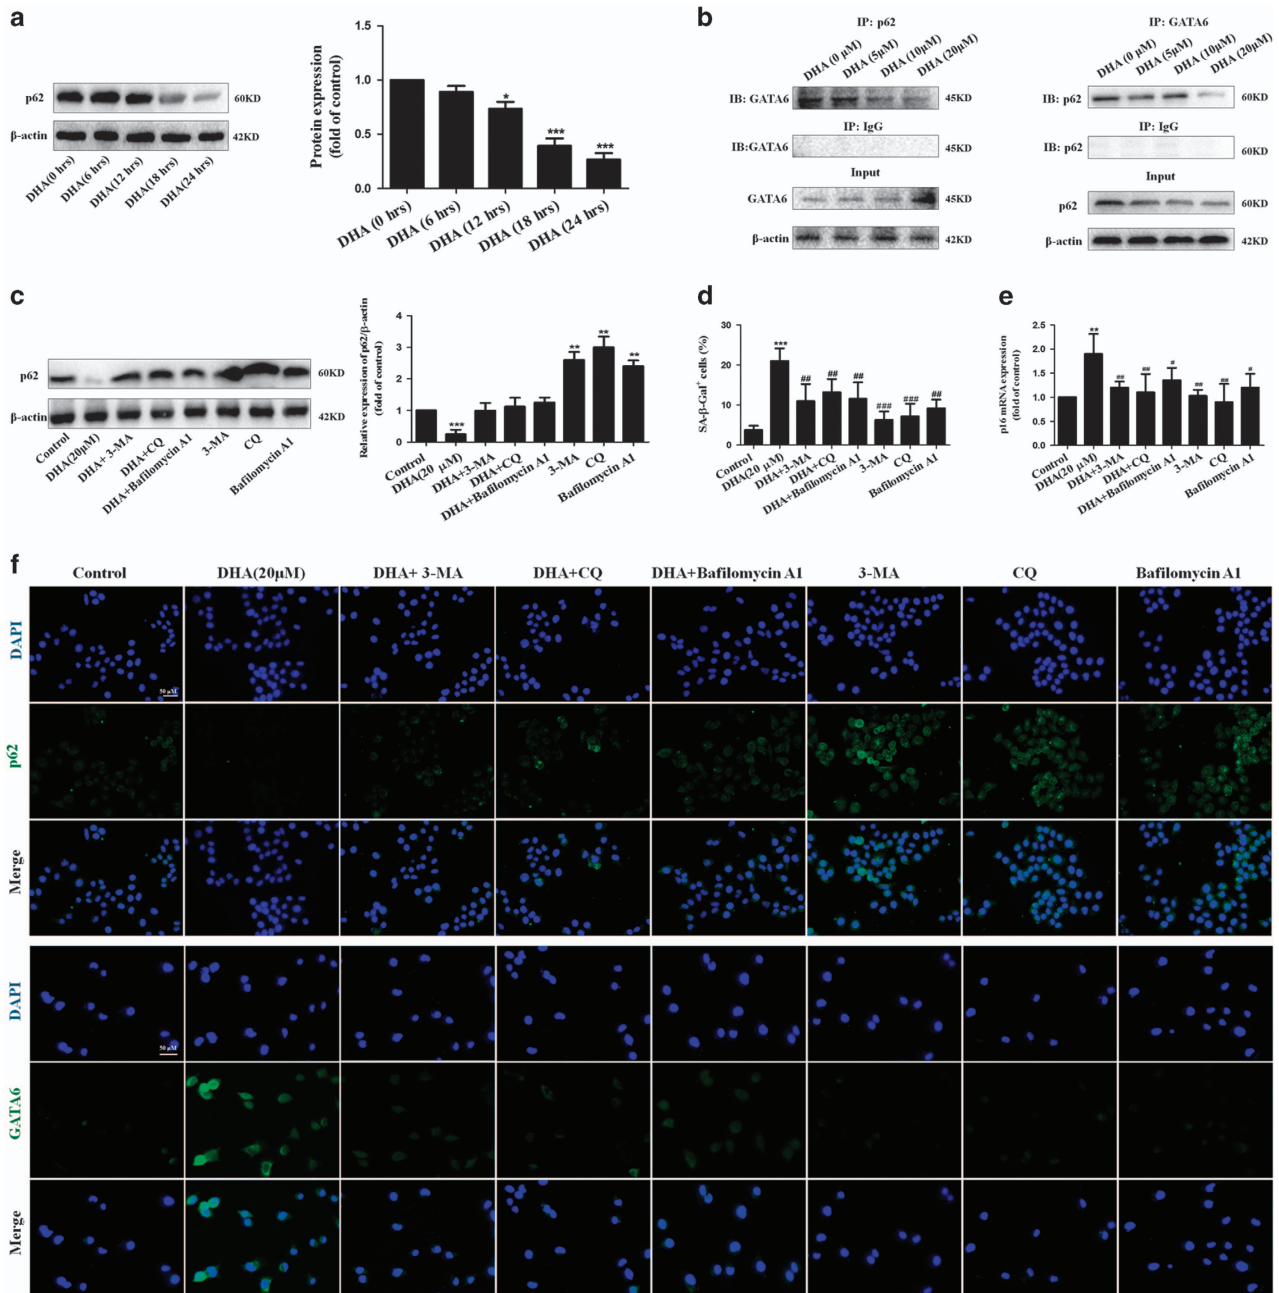 a
p62
60KD
β-actin
42KD
DHA(0 hrs)
DHA(6 hrs)
DHA(12 hrs)
DHA(18 hrs)
DHA(24 hrs)
Protein expression
(fold of control)
1.5
1.0
0.5
0.0
*
***
***
DHA (0 hrs)
DHA (6 hrs)
DHA (12 hrs)
DHA (18 hrs)
DHA (24 hrs)
b
IP: p62
DHA (0 μM)
DHA (5μM)
DHA (10μM)
DHA (20μM)
IB: GATA6
45KD
IP: IgG
IB:GATA6
45KD
Input
GATA6
45KD
β-actin
42KD
IP: GATA6
DHA (0 μM)
DHA (5μM)
DHA (10μM)
DHA (20μM)
IB: p62
60KD
IP: IgG
IB: p62
60KD
Input
p62
60KD
β-actin
42KD
c
p62
60KD
β-actin
42KD
Control
DHA(20μM)
DHA+ 3-MA
DHA+CQ
DHA+Bafilomycin A1
3-MA
CQ
Bafilomycin A1
Relative expression of p62/β-actin
(fold of control)
4
3
2
1
0
***
**
**
**
Control
DHA(20 μM)
DHA+3-MA
DHA+CQ
DHA+Bafilomycin A1
3-MA
CQ
Bafilomycin A1
d
SA-β-Gal⁺ cells (%)
30
20
10
0
***
##
##
##
###
###
##
Control
DHA(20 μM)
DHA+3-MA
DHA+CQ
DHA+Bafilomycin A1
3-MA
CQ
Bafilomycin A1
e
p16 mRNA expression
(fold of control)
2.5
2.0
1.5
1.0
0.5
0.0
**
##
##
#
##
##
#
Control
DHA(20 μM)
DHA+3-MA
DHA+CQ
DHA+Bafilomycin A1
3-MA
CQ
Bafilomycin A1
f
Control DHA(20μM) DHA+ 3-MA DHA+CQ DHA+Bafilomycin A1 3-MA CQ Bafilomycin A1
DAPI
50 μM
p62
Merge
DAPI
50 μM
GATA6
Merge